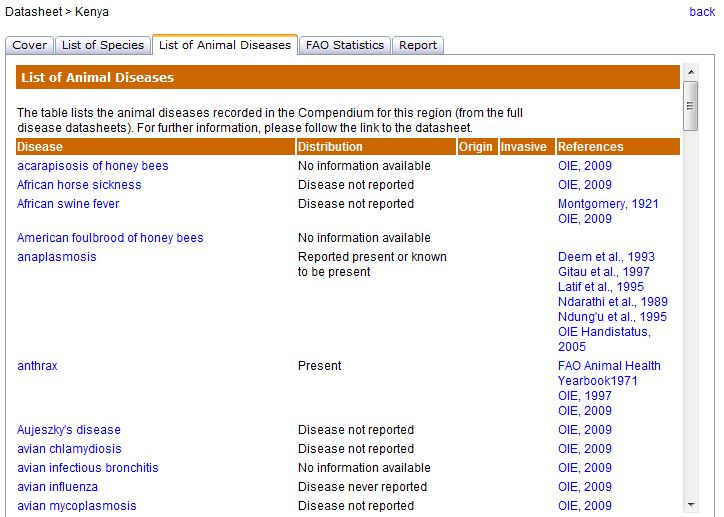 Datasheet > Kenya back
Cover List of Species List of Animal Diseases FAO Statistics Report
List of Animal Diseases
The table lists the animal diseases recorded in the Compendium for this region (from the full
disease datasheets). For further information, please follow the link to the datasheet.
Disease Distribution Origin Invasive References
acarapisosis of honey bees No information available OIE, 2009
African horse sickness Disease not reported OIE, 2009
African swine fever Disease not reported Montgomery, 1921
OIE, 2009
American foulbrood of honey bees No information available
anaplasmosis Reported present or known Deem et al., 1993
to be present Gitau et al., 1997
Latif et al., 1995
Ndarathi et al., 1989
Ndung'u et al., 1995
OIE Handistatus,
2005
anthrax Present FAO Animal Health
Yearbook1971
OIE, 1997
OIE, 2009
Aujeszky's disease Disease not reported OIE, 2009
avian chlamydiosis Disease not reported OIE, 2009
avian infectious bronchitis No information available OIE, 2009
avian influenza Disease never reported OIE, 2009
avian mycoplasmosis Disease not reported OIE, 2009